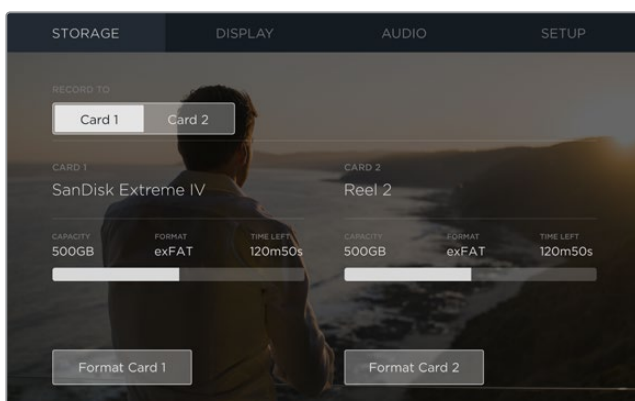 STORAGE DISPLAY AUDIO SETUP
RECORD TO
Card 1 Card 2
CARD 1 CARD 2
SanDisk Extreme IV Reel 2
CAPACITY FORMAT TIME LEFT CAPACITY FORMAT TIME LEFT
500GB exFAT 120m50s 500GB exFAT 120m50s
Format Card 1 Format Card 2